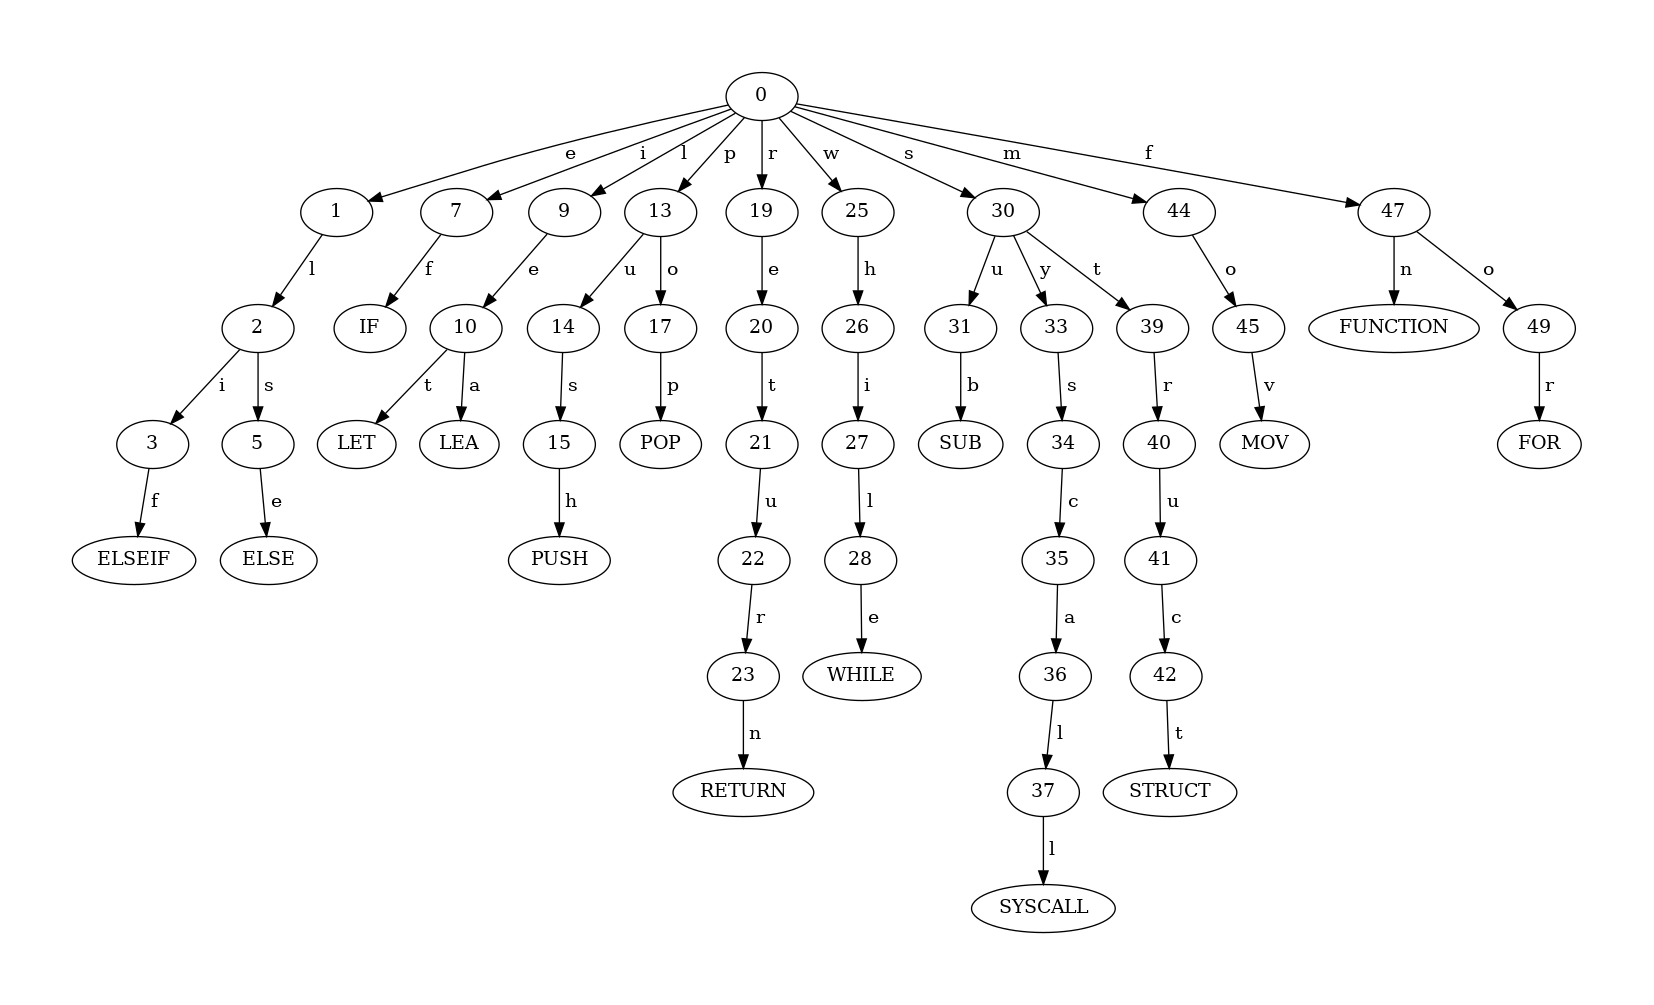 0
e i l p r w s m f
1 7 9 13 19 25 30 44 47
l f e u o e h u y t o n o
2 IF 10 14 17 20 26 31 33 39 45 FUNCTION 49
i s t a s p t i b s r v r
3 5 LET LEA 15 POP 21 27 SUB 34 40 MOV FOR
f e h u l c u
ELSEIF ELSE PUSH 22 28 35 41
r e a c
23 WHILE 36 42
n l t
RETURN 37 STRUCT
l
SYSCALL